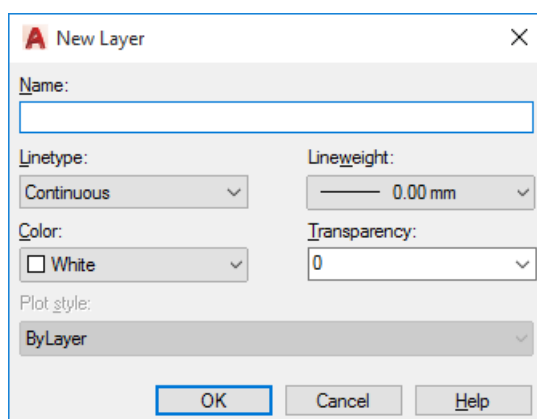 New Layer
Name:
Linetype: Lineweight:
Continuous 0.00 mm
Color: Transparency:
White 0
Plot style:
ByLayer
OK Cancel Help